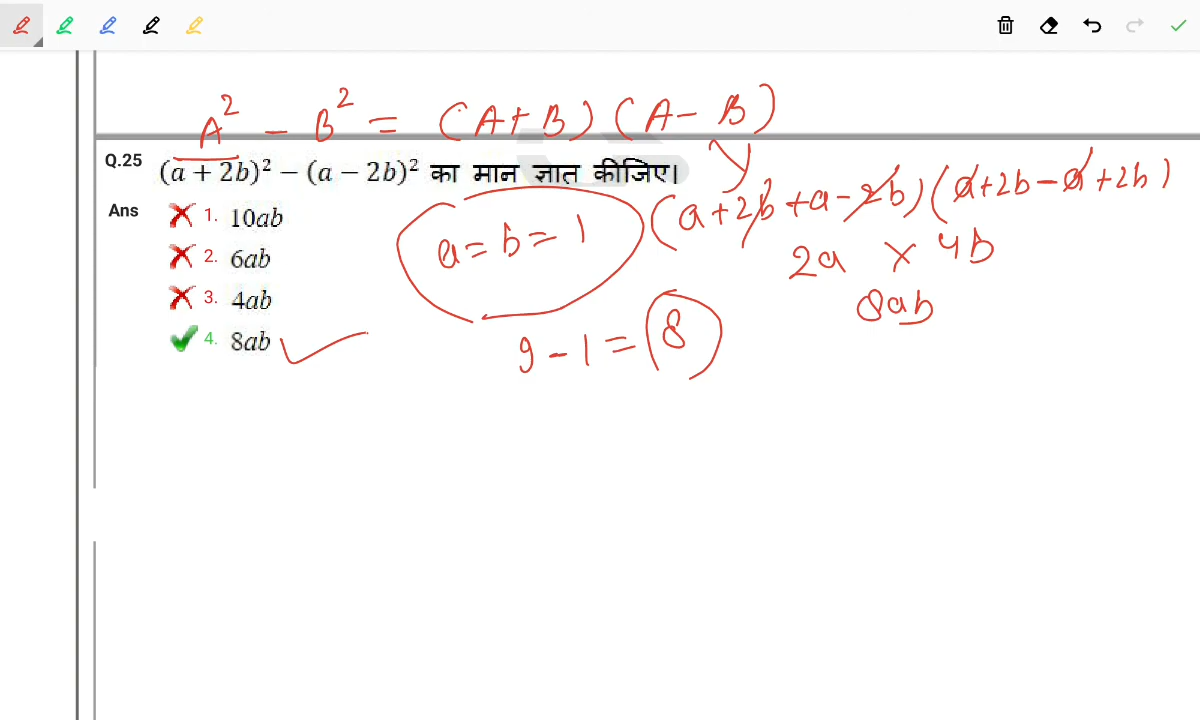 A² - B² = (A+B)(A-B)
Q.25 (a + 2b)² − (a − 2b)² का मान ज्ञात कीजिए।
(a+2b+a-2b)(a+2b-a+2b)
Ans 1. 10ab
a=b=1
2a × 4b
2. 6ab
8ab
3. 4ab
4. 8ab
9-1=8